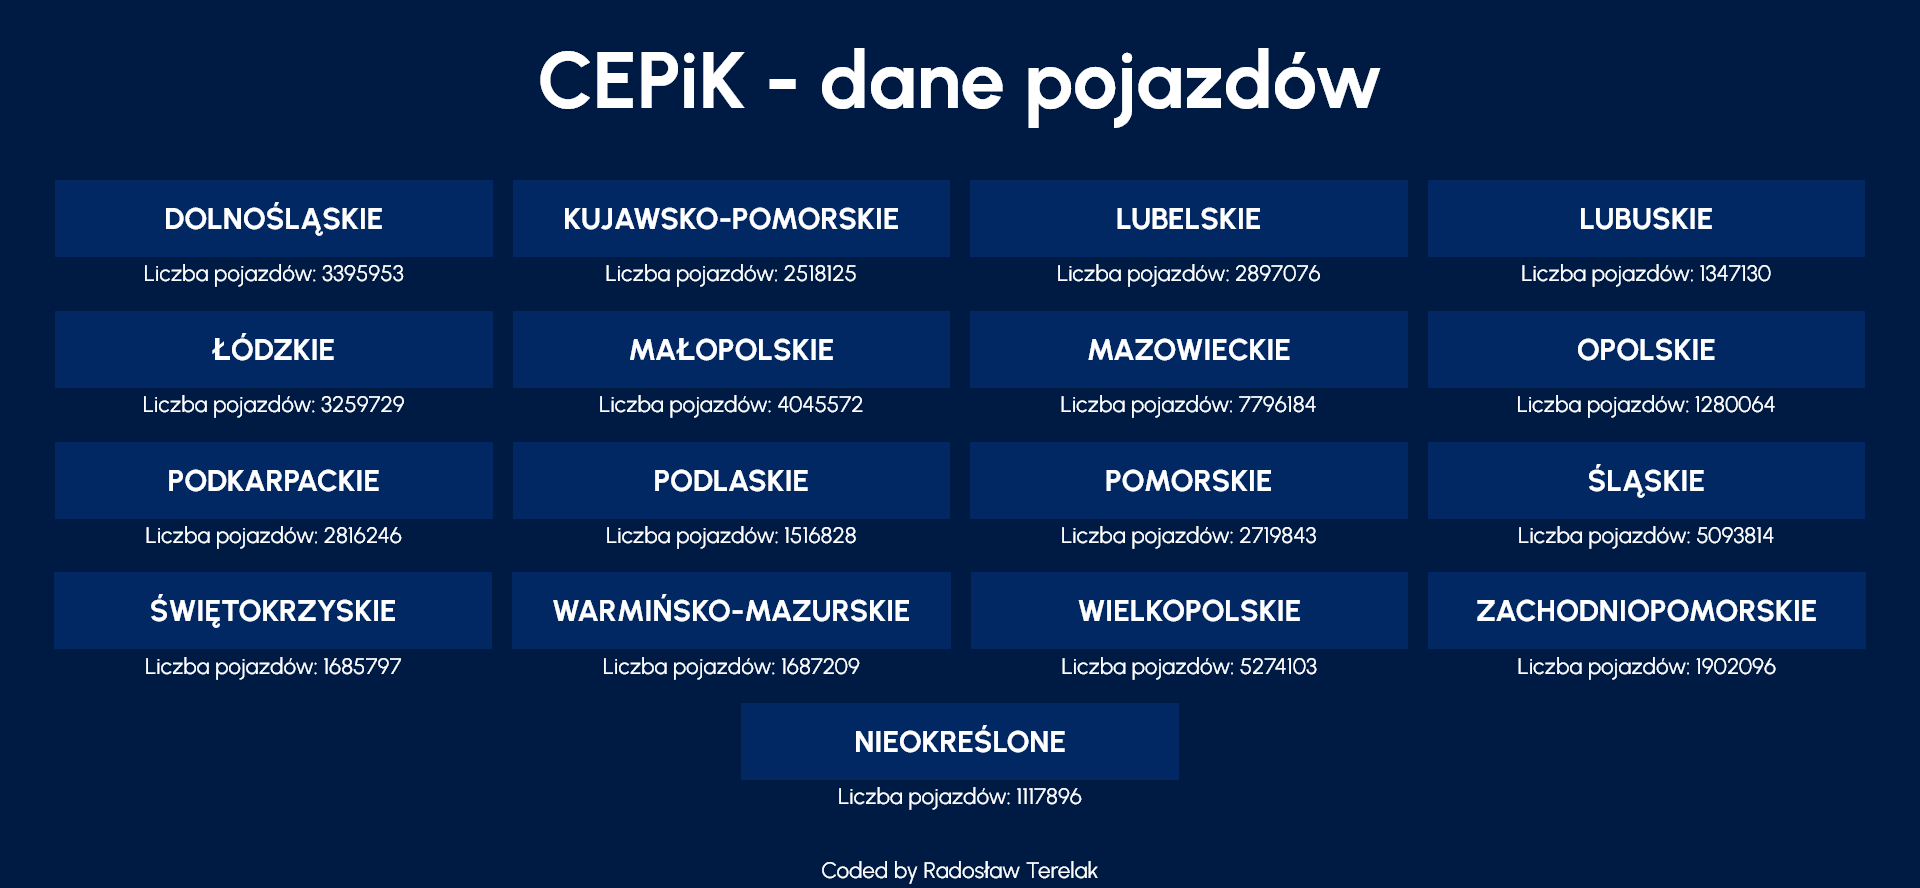 CEPiK - dane pojazdów
DOLNOŚLĄSKIE
Liczba pojazdów: 3395953
KUJAWSKO-POMORSKIE
Liczba pojazdów: 2518125
LUBELSKIE
Liczba pojazdów: 2897076
LUBUSKIE
Liczba pojazdów: 1347130
ŁÓDZKIE
Liczba pojazdów: 3259729
MAŁOPOLSKIE
Liczba pojazdów: 4045572
MAZOWIECKIE
Liczba pojazdów: 7796184
OPOLSKIE
Liczba pojazdów: 1280064
PODKARPACKIE
Liczba pojazdów: 2816246
PODLASKIE
Liczba pojazdów: 1516828
POMORSKIE
Liczba pojazdów: 2719843
ŚLĄSKIE
Liczba pojazdów: 5093814
ŚWIĘTOKRZYSKIE
Liczba pojazdów: 1685797
WARMIŃSKO-MAZURSKIE
Liczba pojazdów: 1687209
WIELKOPOLSKIE
Liczba pojazdów: 5274103
ZACHODNIOPOMORSKIE
Liczba pojazdów: 1902096
NIEOKREŚLONE
Liczba pojazdów: 1117896
Coded by Radosław Terelak